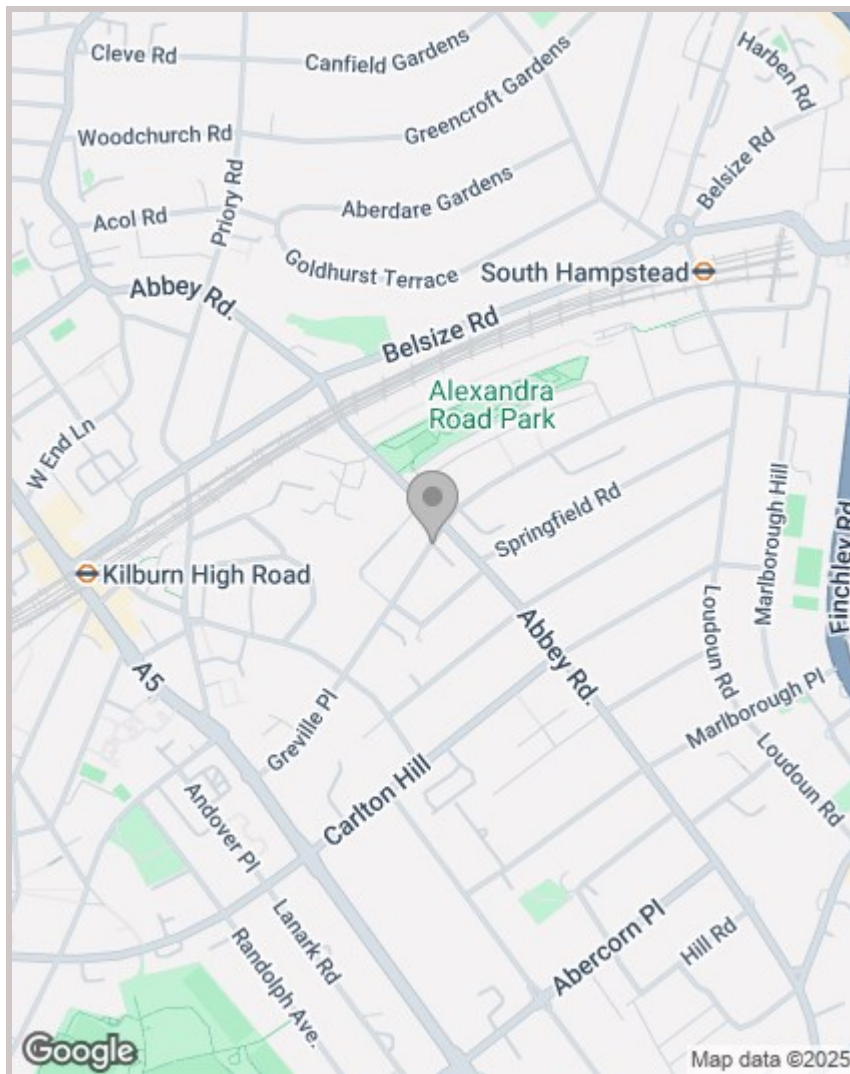 Cleve Rd
Canfield Gardens
Harben Rd
Woodchurch Rd
Greencroft Gardens
Belsize Rd
Priory Rd
Aberdare Gardens
Acol Rd
Goldhurst Terrace
South Hampstead
Abbey Rd.
Belsize Rd
Alexandra
Road Park
W End Ln
Springfield Rd
Marlborough Hill
Finchley Rd
Kilburn High Road
Loudoun Rd
Abbey Rd.
A5
Greville Pl
Marlborough Pl
Carlton Hill
Loudoun Rd
Andover Pl
Lanark Rd
Randolph Ave.
Abercorn Pl
Hill Rd
Google
Map data ©2025